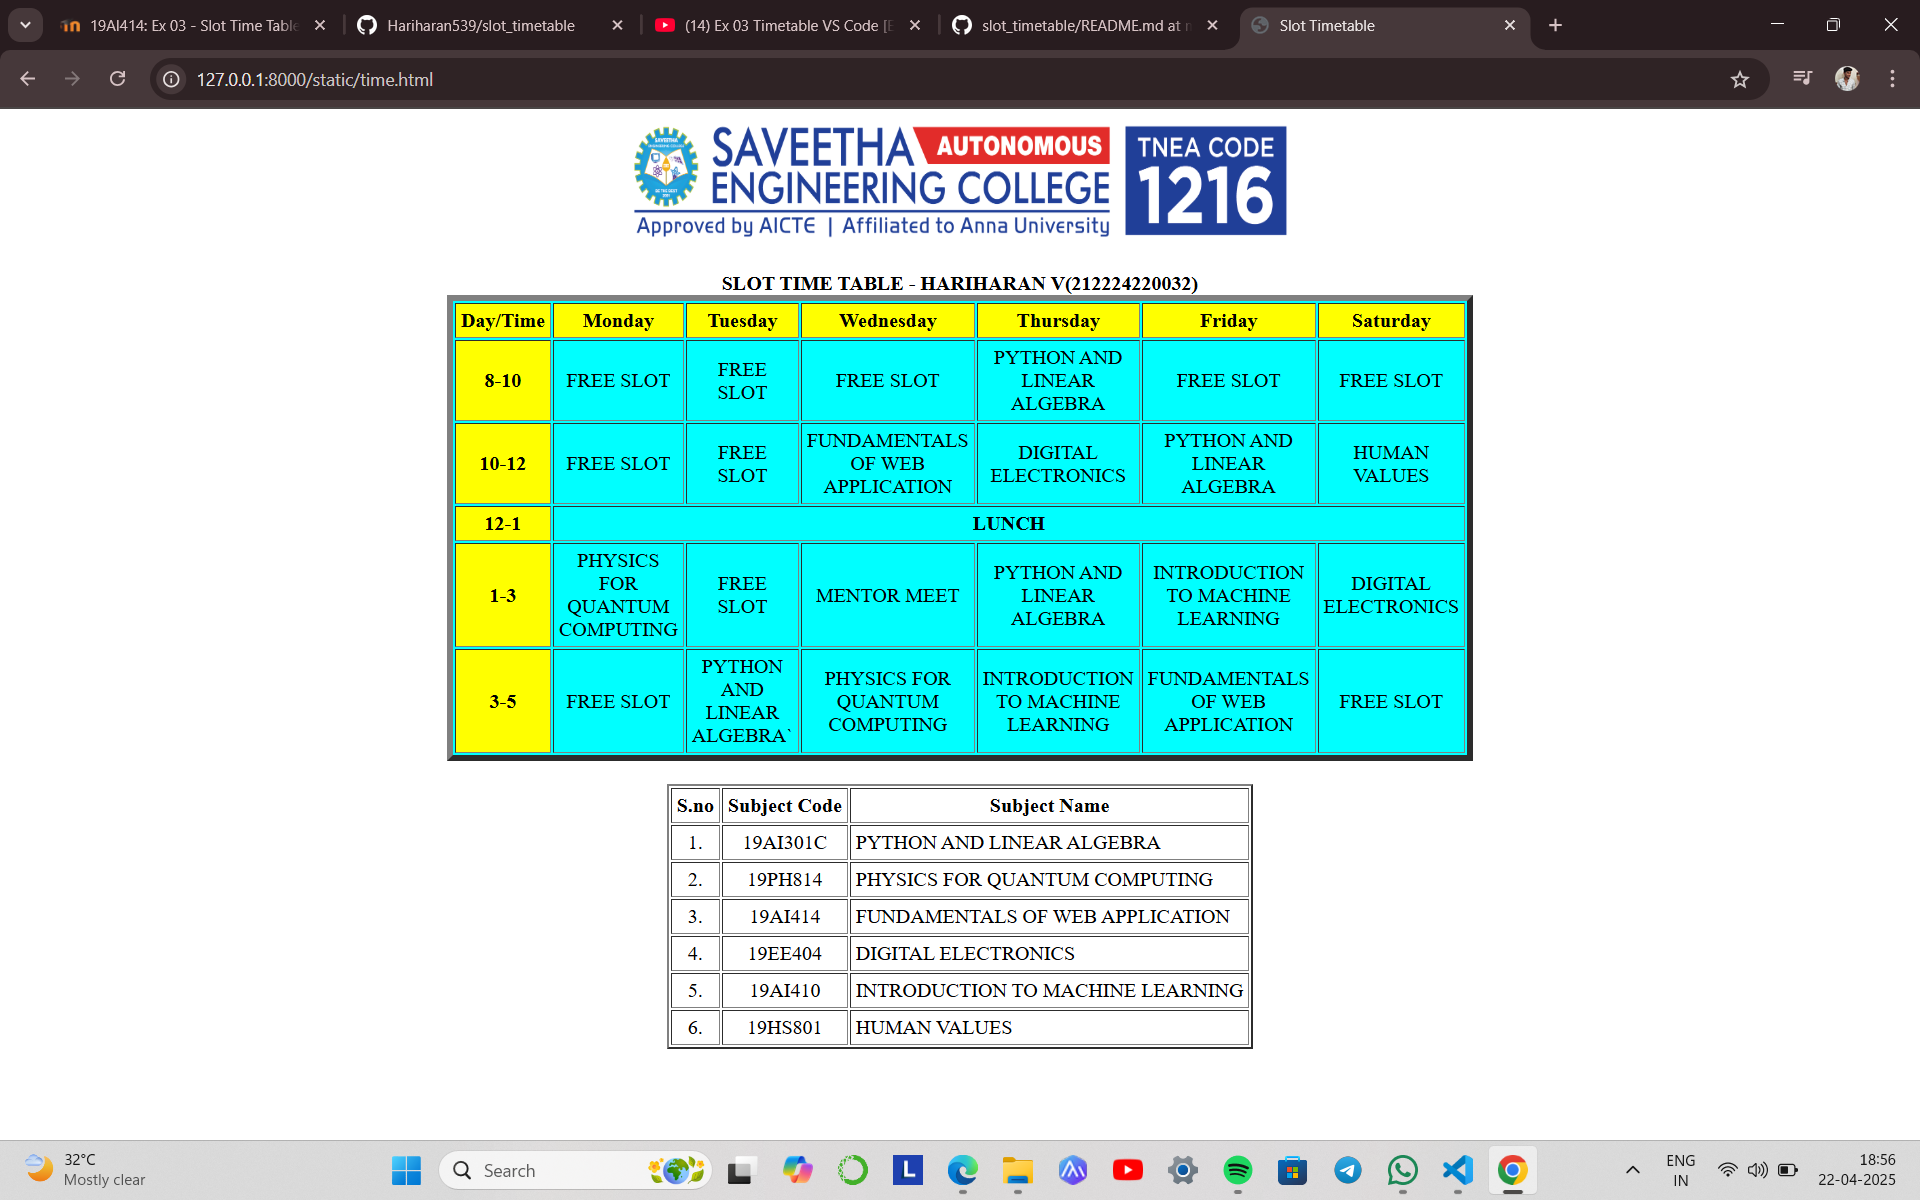 19AI414: Ex 03 - Slot Time Table
Hariharan539/slot_timetable
(14) Ex 03 Timetable VS Code [E
slot_timetable/README.md at m
Slot Timetable
127.0.0.1:8000/static/time.html
SAVEETHA AUTONOMOUS
ENGINEERING COLLEGE
Approved by AICTE | Affiliated to Anna University
TNEA CODE
1216
SLOT TIME TABLE - HARIHARAN V(212224220032)
Day/Time Monday Tuesday Wednesday Thursday Friday Saturday
8-10 FREE SLOT FREE SLOT FREE SLOT PYTHON AND LINEAR ALGEBRA FREE SLOT FREE SLOT
10-12 FREE SLOT FREE SLOT FUNDAMENTALS OF WEB APPLICATION DIGITAL ELECTRONICS PYTHON AND LINEAR ALGEBRA HUMAN VALUES
12-1 LUNCH
1-3 PHYSICS FOR QUANTUM COMPUTING FREE SLOT MENTOR MEET PYTHON AND LINEAR ALGEBRA INTRODUCTION TO MACHINE LEARNING DIGITAL ELECTRONICS
3-5 FREE SLOT PYTHON AND LINEAR ALGEBRA` PHYSICS FOR QUANTUM COMPUTING INTRODUCTION TO MACHINE LEARNING FUNDAMENTALS OF WEB APPLICATION FREE SLOT
S.no Subject Code Subject Name
1. 19AI301C PYTHON AND LINEAR ALGEBRA
2. 19PH814 PHYSICS FOR QUANTUM COMPUTING
3. 19AI414 FUNDAMENTALS OF WEB APPLICATION
4. 19EE404 DIGITAL ELECTRONICS
5. 19AI410 INTRODUCTION TO MACHINE LEARNING
6. 19HS801 HUMAN VALUES
32°C
Mostly clear
Search
L
ENG
IN
18:56
22-04-2025